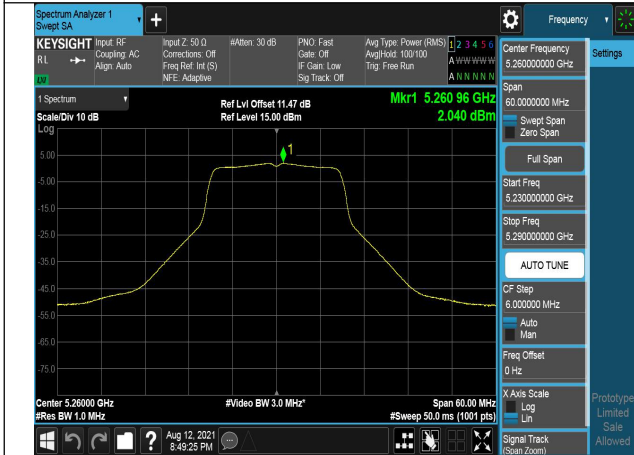 Spectrum Analyzer 1
Swept SA
+
Frequency
KEYSIGHT
Input: RF
Coupling: AC
Align: Auto
Input Z: 50 Ω
Corrections: Off
Freq Ref: Int (S)
NFE: Adaptive
#Atten: 30 dB
PNO: Fast
Gate: Off
IF Gain: Low
Sig Track: Off
Avg Type: Power (RMS)
Avg|Hold: 100/100
Trig: Free Run
1 2 3 4 5 6
A W W W W W
A N N N N N
R L
LXI
1 Spectrum
Scale/Div 10 dB
Ref Lvl Offset 11.47 dB
Ref Level 15.00 dBm
Mkr1 5.260 96 GHz
2.040 dBm
Log
1
5.00
-5.00
-15.0
-25.0
-35.0
-45.0
-55.0
-65.0
-75.0
Center 5.26000 GHz
#Res BW 1.0 MHz
#Video BW 3.0 MHz*
Span 60.00 MHz
#Sweep 50.0 ms (1001 pts)
Aug 12, 2021
8:49:25 PM
?
Center Frequency
5.260000000 GHz
Settings
Span
60.0000000 MHz
Swept Span
Zero Span
Full Span
Start Freq
5.230000000 GHz
Stop Freq
5.290000000 GHz
AUTO TUNE
CF Step
6.000000 MHz
Auto
Man
Freq Offset
0 Hz
X Axis Scale
Log
Lin
Signal Track
(Span Zoom)
Prototype
Limited
Sale
Allowed